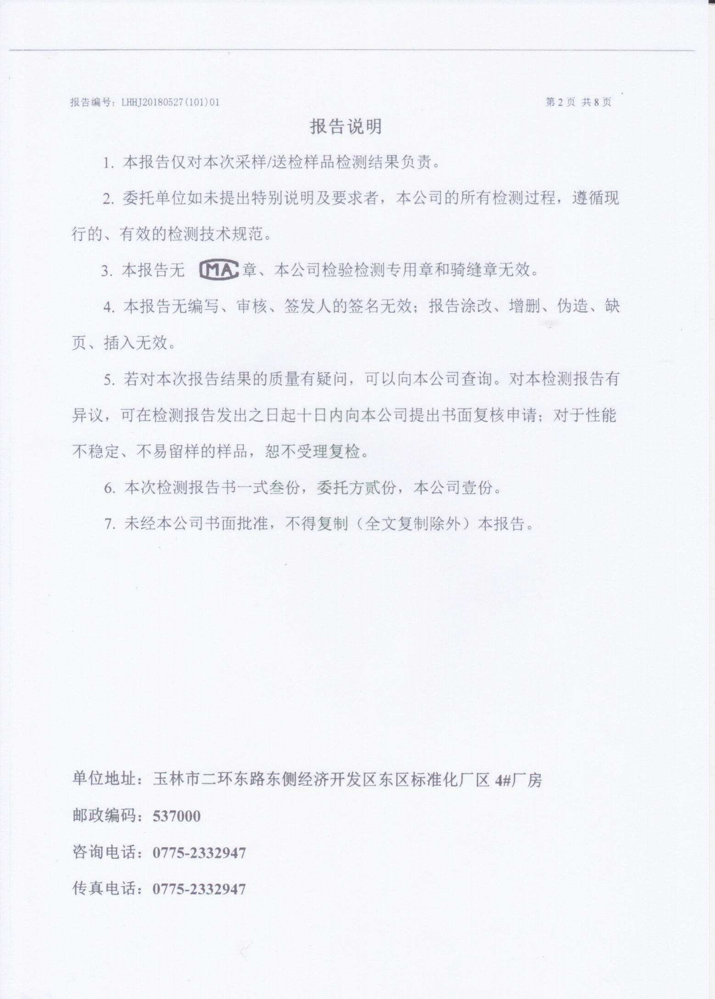 报告编号：LHHJ20180527(101)01 第 2 页 共 8 页
报告说明
1. 本报告仅对本次采样/送检样品检测结果负责。
2. 委托单位如未提出特别说明及要求者，本公司的所有检测过程，遵循现
行的、有效的检测技术规范。
3. 本报告无 CMA 章、本公司检验检测专用章和骑缝章无效。
4. 本报告无编写、审核、签发人的签名无效；报告涂改、增删、伪造、缺
页、插入无效。
5. 若对本次报告结果的质量有疑问，可以向本公司查询。对本检测报告有
异议，可在检测报告发出之日起十日内向本公司提出书面复核申请；对于性能
不稳定、不易留样的样品，恕不受理复检。
6. 本次检测报告书一式叁份，委托方贰份，本公司壹份。
7. 未经本公司书面批准，不得复制（全文复制除外）本报告。
单位地址：玉林市二环东路东侧经济开发区东区标准化厂区 4#厂房
邮政编码：537000
咨询电话：0775-2332947
传真电话：0775-2332947